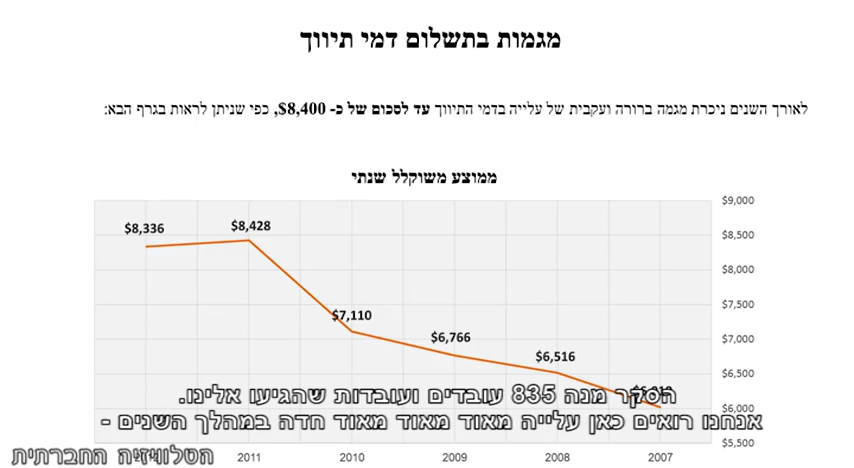 מגמות בתשלום דמי תיווך
לאורך השנים ניכרת מגמה ברורה ועקבית של עלייה בדמי התיווך עד לסכום של כ- $8,400, כפי שניתן לראות בגרף הבא:
ממוצע משוקלל שנתי
$9,000
$8,500
$8,000
$7,500
$7,000
$6,500
$6,000
$5,500
$8,336
$8,428
$7,110
$6,766
$6,516
הסקר מנה 835 עובדים ועובדות שהגיעו אלינו.
אנחנו רואים כאן עלייה מאוד מאוד מאוד חדה במהלך השנים -
2011 2010 2009 2008 2007
הטלוויזיה החברתית